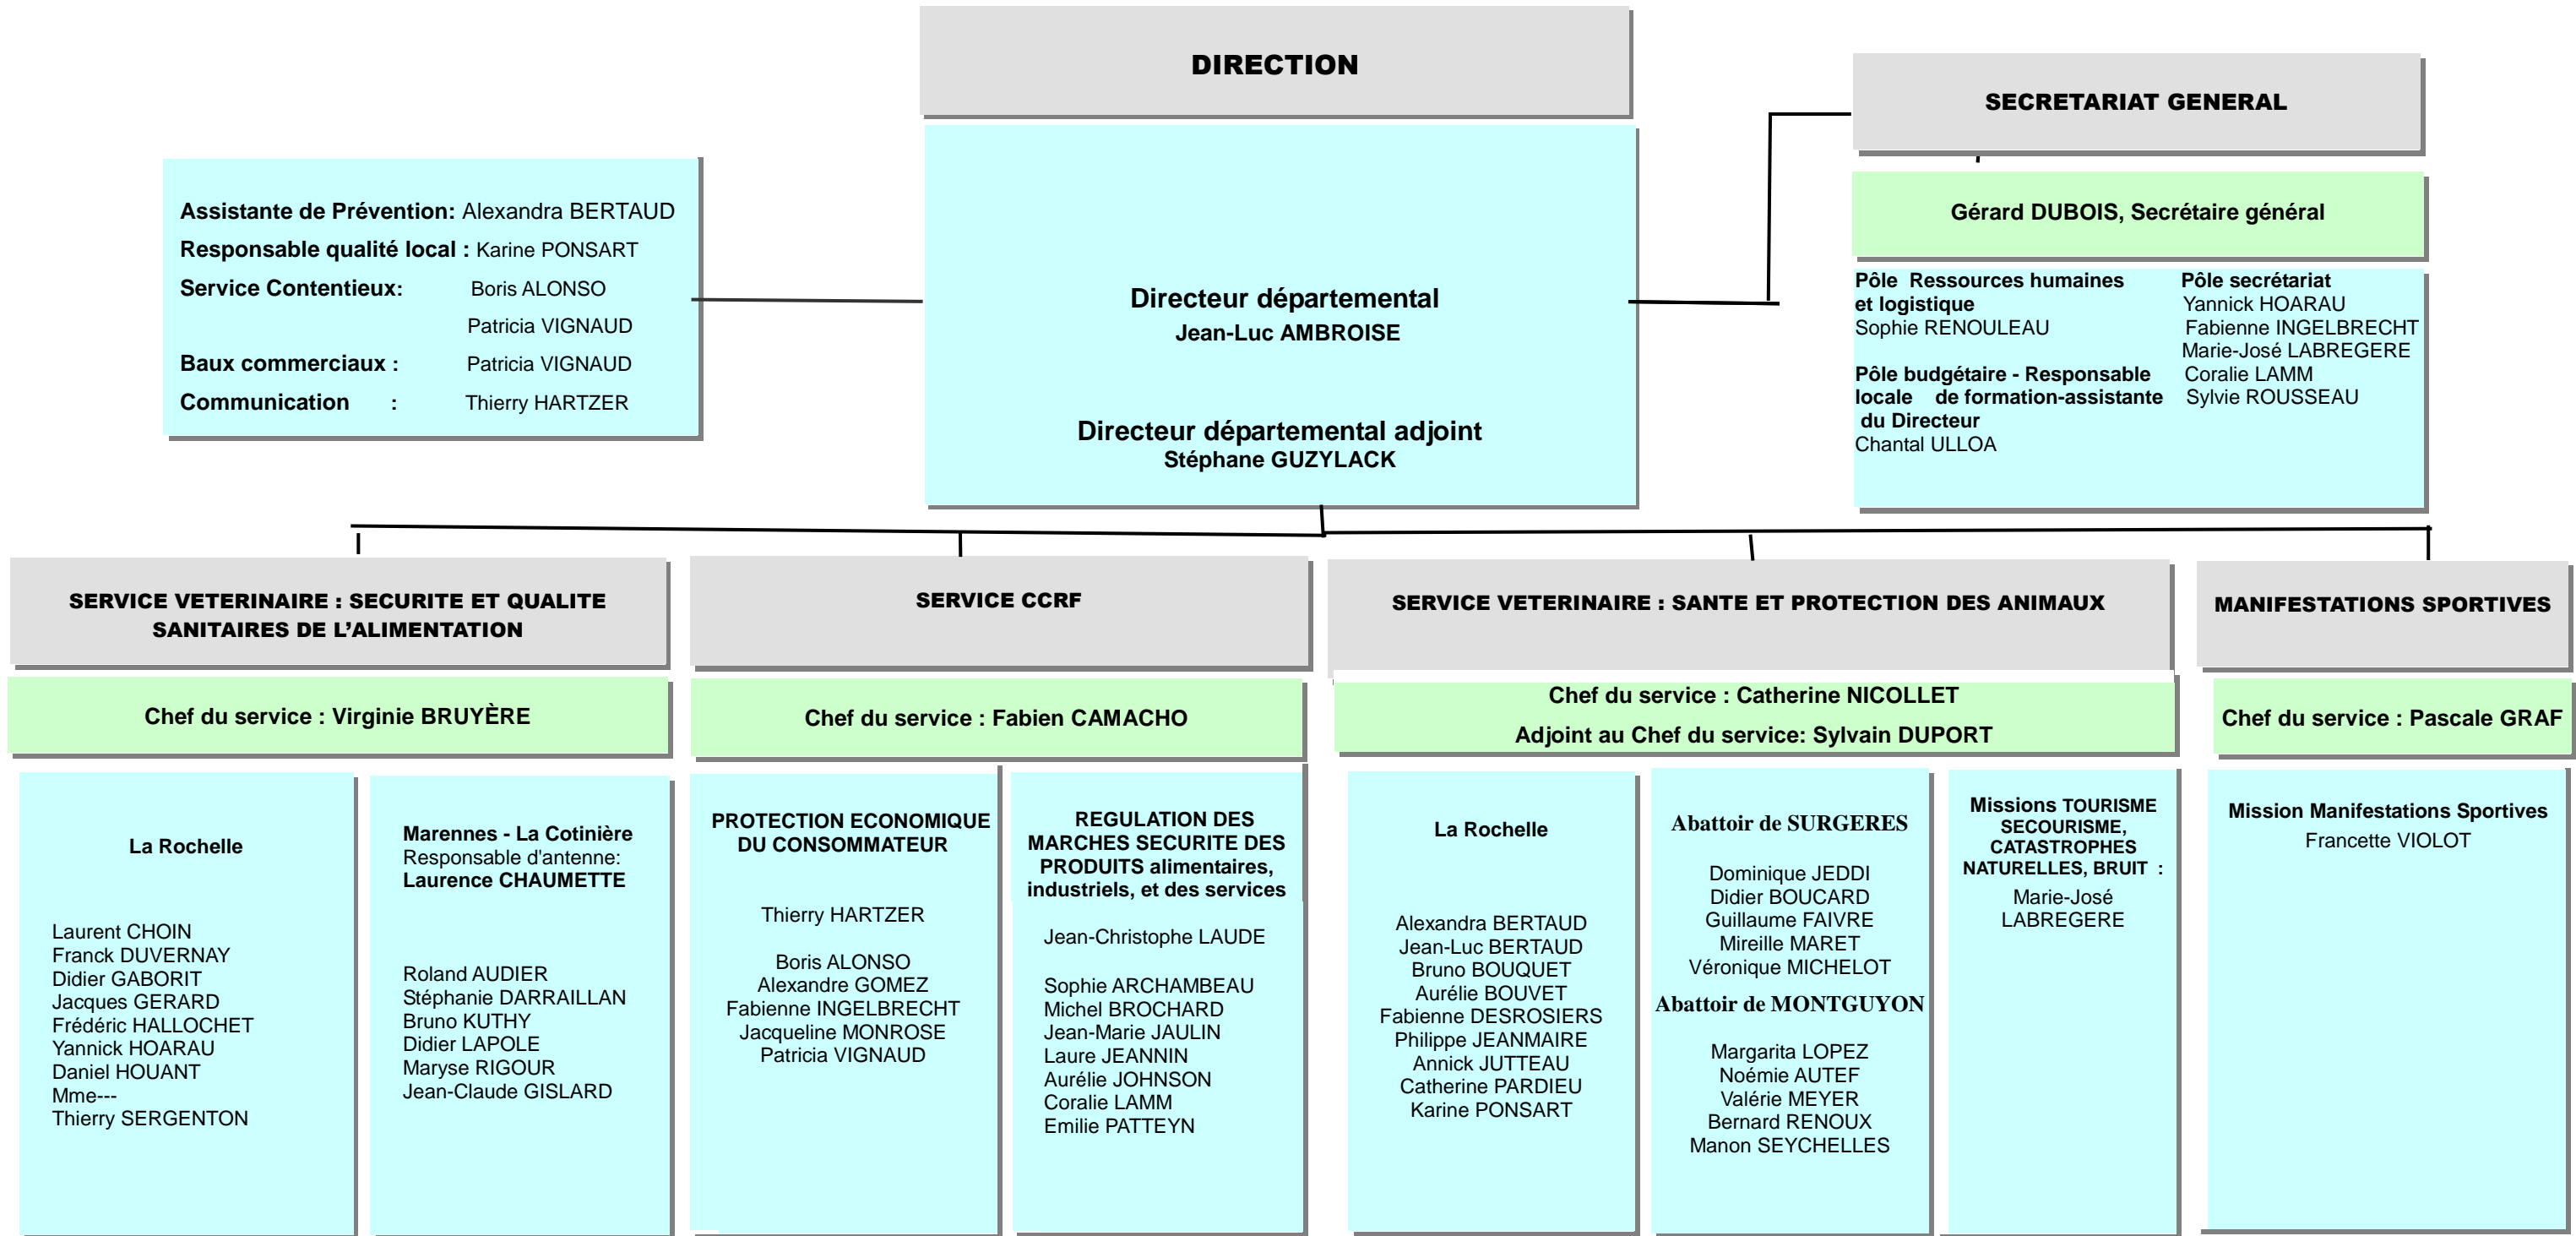 DIRECTION
SECRETARIAT GENERAL
Assistante de Prévention: Alexandra BERTAUD
Responsable qualité local : Karine PONSART
Service Contentieux: Boris ALONSO
Patricia VIGNAUD
Baux commerciaux : Patricia VIGNAUD
Communication : Thierry HARTZER
Directeur départemental
Jean-Luc AMBROISE
Directeur départemental adjoint
Stéphane GUZYLACK
Gérard DUBOIS, Secrétaire général
Pôle Ressources humaines
et logistique
Sophie RENOULEAU
Pôle budgétaire - Responsable
locale de formation-assistante
du Directeur
Chantal ULLOA
Pôle secrétariat
Yannick HOARAU
Fabienne INGELBRECHT
Marie-José LABREGERE
Coralie LAMM
Sylvie ROUSSEAU
SERVICE VETERINAIRE : SECURITE ET QUALITE
SANITAIRES DE L'ALIMENTATION
Chef du service : Virginie BRUYÈRE
La Rochelle
Laurent CHOIN
Franck DUVERNAY
Didier GABORIT
Jacques GERARD
Frédéric HALLOCHET
Yannick HOARAU
Daniel HOUANT
Mme---
Thierry SERGENTON
Marennes - La Cotinière
Responsable d'antenne:
Laurence CHAUMETTE
Roland AUDIER
Stéphanie DARRAILLAN
Bruno KUTHY
Didier LAPOLE
Maryse RIGOUR
Jean-Claude GISLARD
SERVICE CCRF
Chef du service : Fabien CAMACHO
PROTECTION ECONOMIQUE
DU CONSOMMATEUR
Thierry HARTZER
Boris ALONSO
Alexandre GOMEZ
Fabienne INGELBRECHT
Jacqueline MONROSE
Patricia VIGNAUD
REGULATION DES
MARCHES SECURITE DES
PRODUITS alimentaires,
industriels, et des services
Jean-Christophe LAUDE
Sophie ARCHAMBEAU
Michel BROCHARD
Jean-Marie JAULIN
Laure JEANNIN
Aurélie JOHNSON
Coralie LAMM
Emilie PATTEYN
SERVICE VETERINAIRE : SANTE ET PROTECTION DES ANIMAUX
Chef du service : Catherine NICOLLET
Adjoint au Chef du service: Sylvain DUPORT
La Rochelle
Alexandra BERTAUD
Jean-Luc BERTAUD
Bruno BOUQUET
Aurélie BOUVET
Fabienne DESROSIERS
Philippe JEANMAIRE
Annick JUTTEAU
Catherine PARDIEU
Karine PONSART
Abattoir de SURGERES
Dominique JEDDI
Didier BOUCARD
Guillaume FAIVRE
Mireille MARET
Véronique MICHELOT
Abattoir de MONTGUYON
Margarita LOPEZ
Noémie AUTEF
Valérie MEYER
Bernard RENOUX
Manon SEYCHELLES
Missions TOURISME
SECOURISME,
CATASTROPHES
NATURELLES, BRUIT :
Marie-José
LABREGERE
MANIFESTATIONS SPORTIVES
Chef du service : Pascale GRAF
Mission Manifestations Sportives
Francette VIOLOT